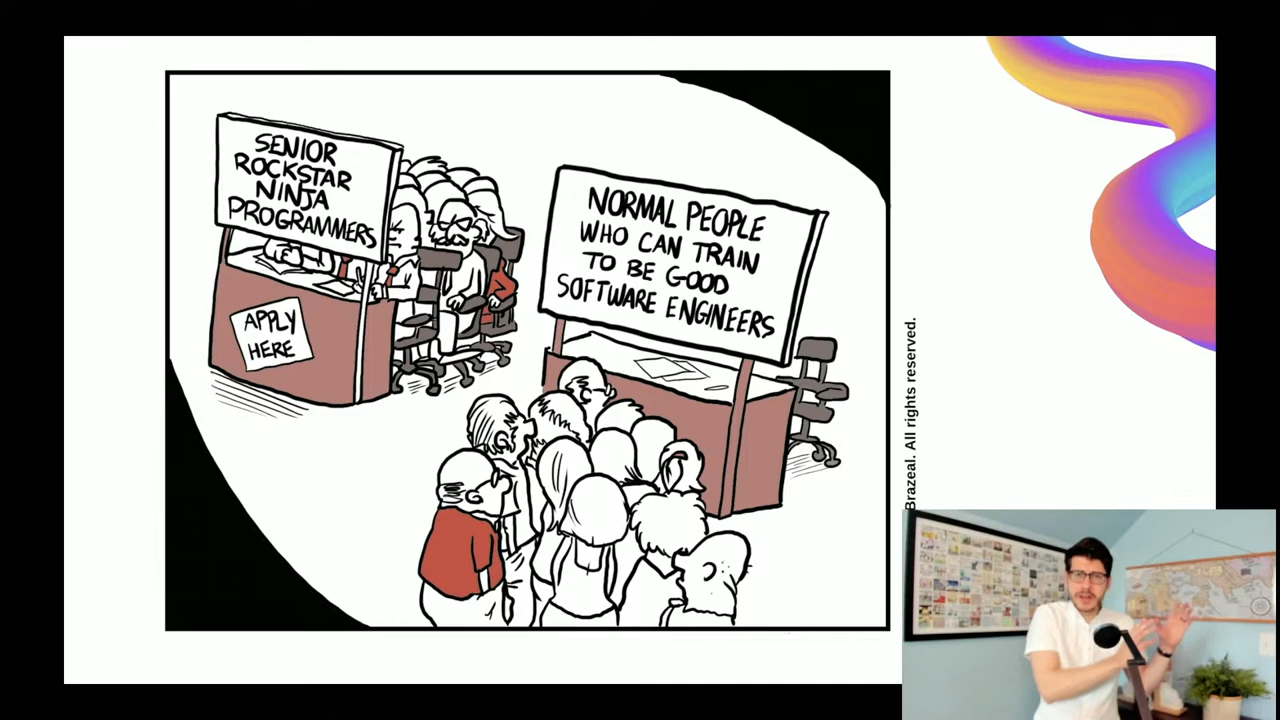 SENIOR
ROCKSTAR
NINJA
PROGRAMMERS
APPLY
HERE
NORMAL PEOPLE
WHO CAN TRAIN
TO BE GOOD
SOFTWARE ENGINEERS
Brazeal. All rights reserved.